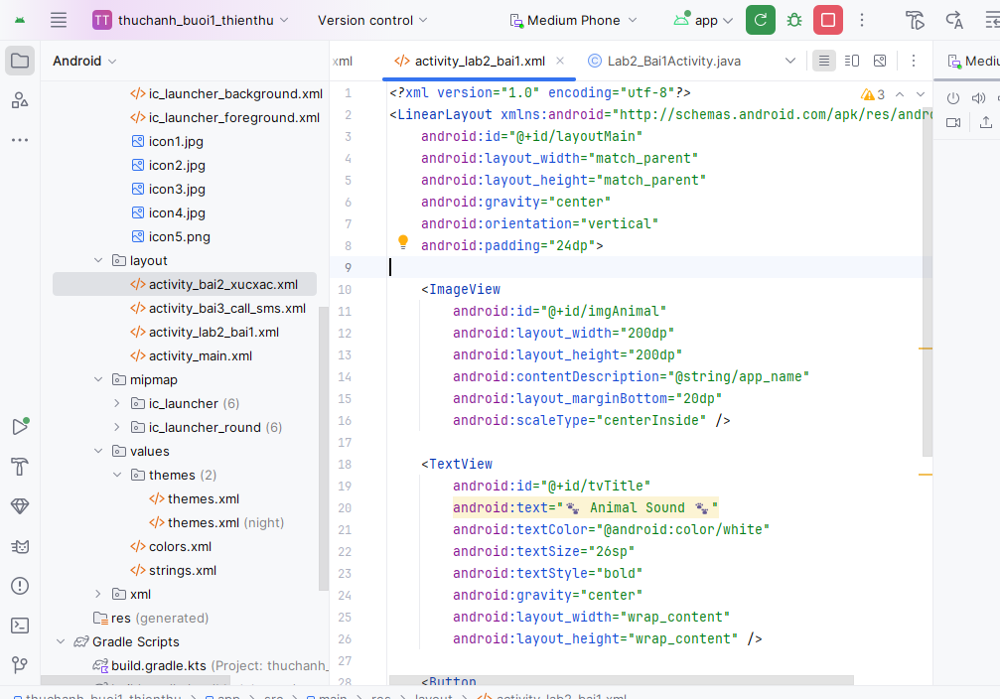 TT thuchanh_buoi1_thienthu Version control Medium Phone app
Android
xml activity_lab2_bai1.xml Lab2_Bai1Activity.java
ic_launcher_background.xml
ic_launcher_foreground.xml
icon1.jpg
icon2.jpg
icon3.jpg
icon4.jpg
icon5.png
layout
activity_bai2_xucxac.xml
activity_bai3_call_sms.xml
activity_lab2_bai1.xml
activity_main.xml
mipmap
ic_launcher (6)
ic_launcher_round (6)
values
themes (2)
themes.xml
themes.xml (night)
colors.xml
strings.xml
xml
res (generated)
Gradle Scripts
build.gradle.kts (Project: thuchanh_
3
1 <?xml version="1.0" encoding="utf-8"?>
2 <LinearLayout xmlns:android="http://schemas.android.com/apk/res/andro
3 android:id="@+id/layoutMain"
4 android:layout_width="match_parent"
5 android:layout_height="match_parent"
6 android:gravity="center"
7 android:orientation="vertical"
8 android:padding="24dp">
9
10 <ImageView
11 android:id="@+id/imgAnimal"
12 android:layout_width="200dp"
13 android:layout_height="200dp"
14 android:contentDescription="@string/app_name"
15 android:layout_marginBottom="20dp"
16 android:scaleType="centerInside" />
17
18 <TextView
19 android:id="@+id/tvTitle"
20 android:text="🐾 Animal Sound 🐾"
21 android:textColor="@android:color/white"
22 android:textSize="26sp"
23 android:textStyle="bold"
24 android:gravity="center"
25 android:layout_width="wrap_content"
26 android:layout_height="wrap_content" />
27
28 <Button
Mediu
thuchanh_buoi1_thienthu > app > src > main > res > layout > activity_lab2_bai1.xml